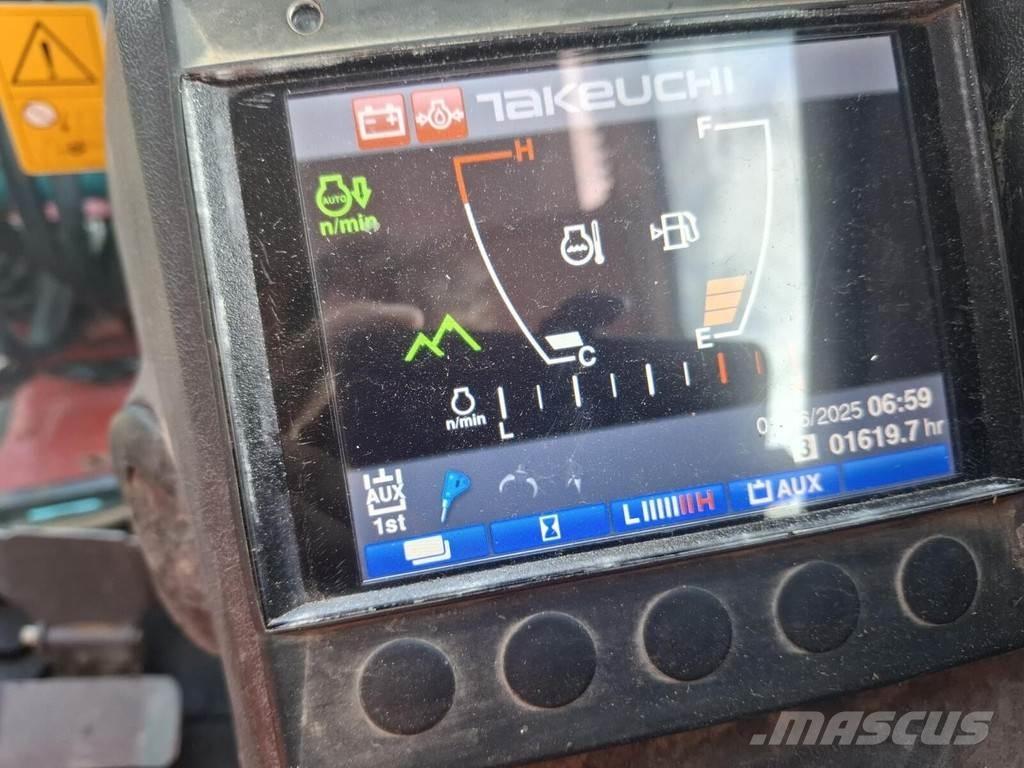 TAKEUCHI
H
F
AUTO
n/min
C
E
n/min
L
06:59
01619.7 hr
AUX
1st
L H
AUX
MASCUS